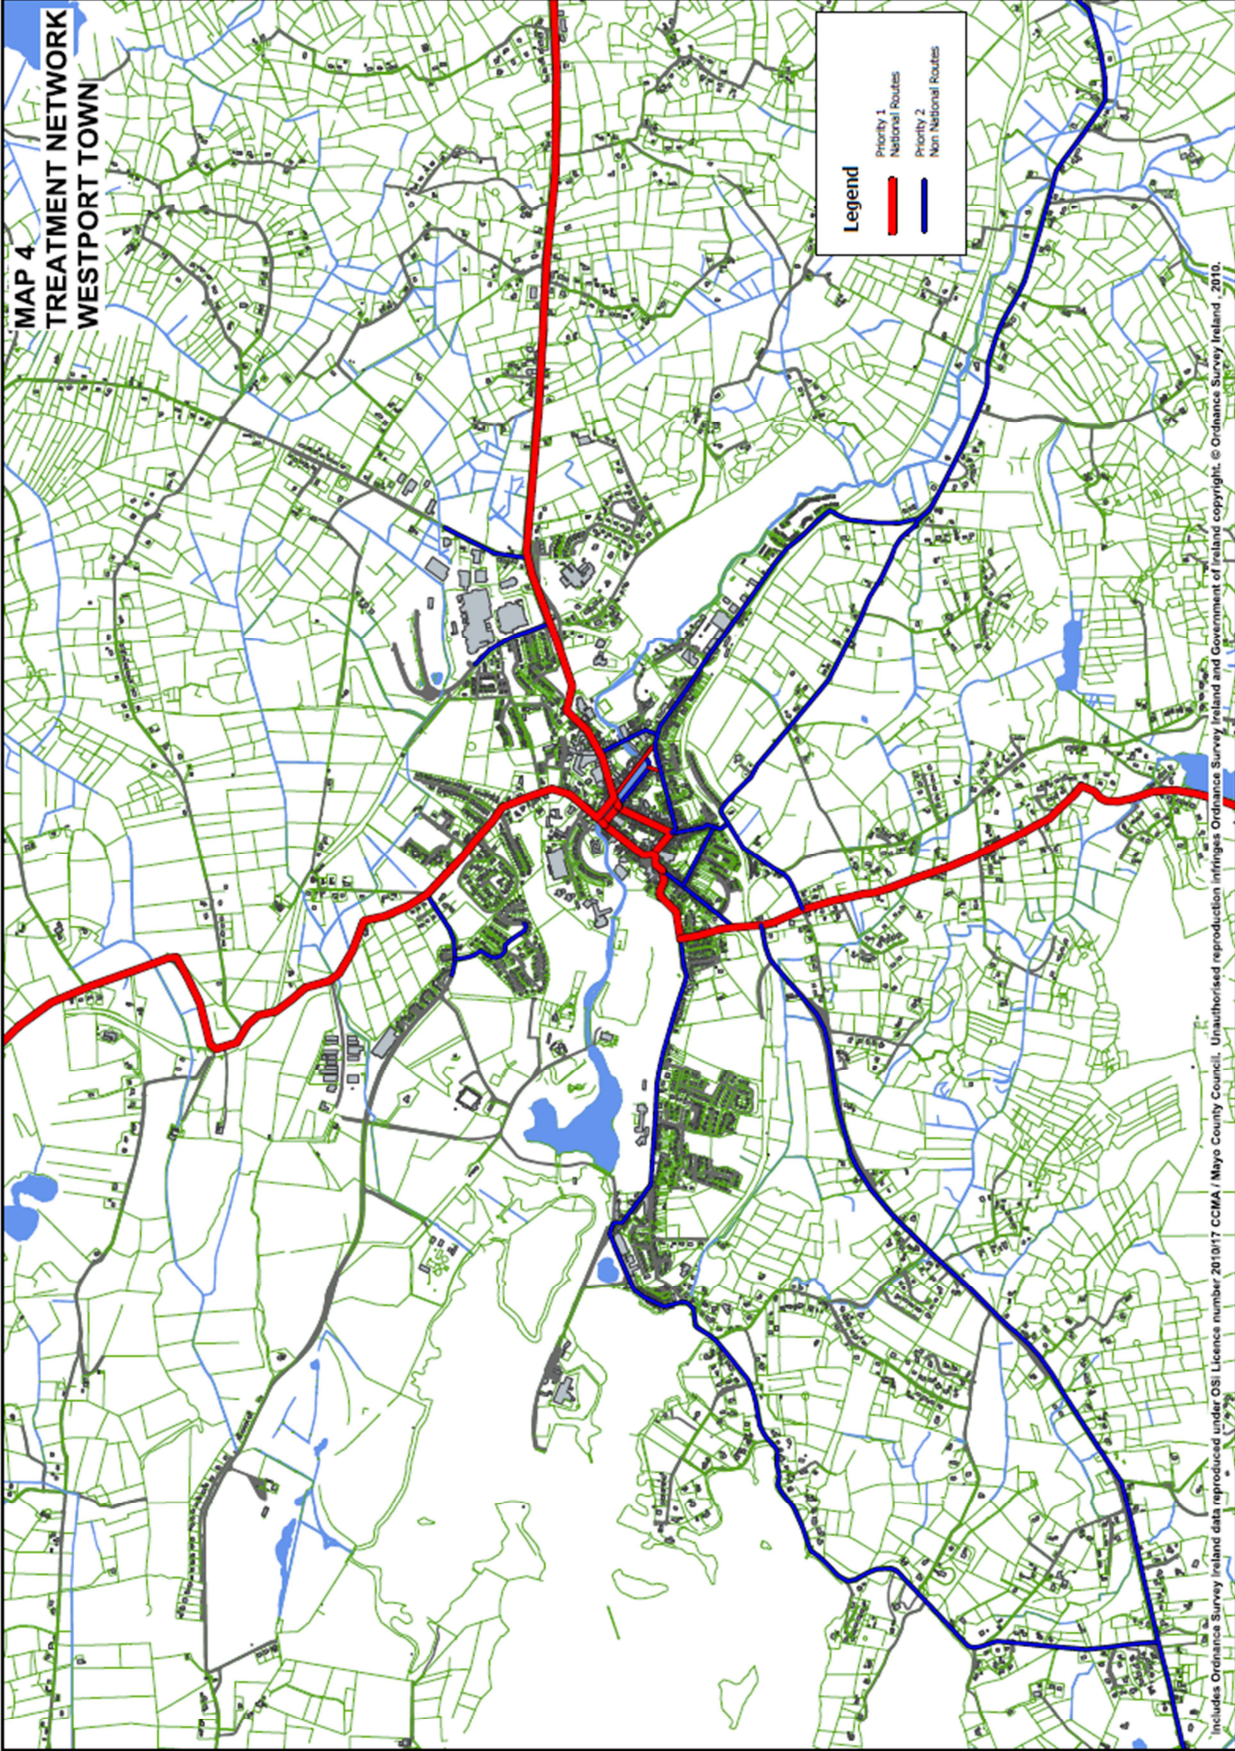 MAP 4
TREATMENT NETWORK
WESTPORT TOWN
Legend
Priority 1
National Routes
Priority 2
Non National Routes
Includes Ordnance Survey Ireland data reproduced under OSi Licence number 2010/17 CCMA / Mayo County Council. Unauthorised reproduction infringes Ordnance Survey Ireland and Government of Ireland copyright. © Ordnance Survey Ireland , 2010.